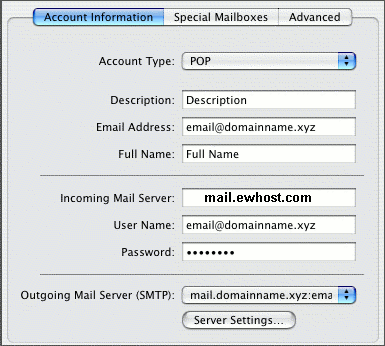 Account Information Special Mailboxes Advanced
Account Type: POP
Description: Description
Email Address: email@domainname.xyz
Full Name: Full Name
Incoming Mail Server: mail.ewhost.com
User Name: email@domainname.xyz
Password: ••••••••
Outgoing Mail Server (SMTP): mail.domainname.xyz:ema
Server Settings...